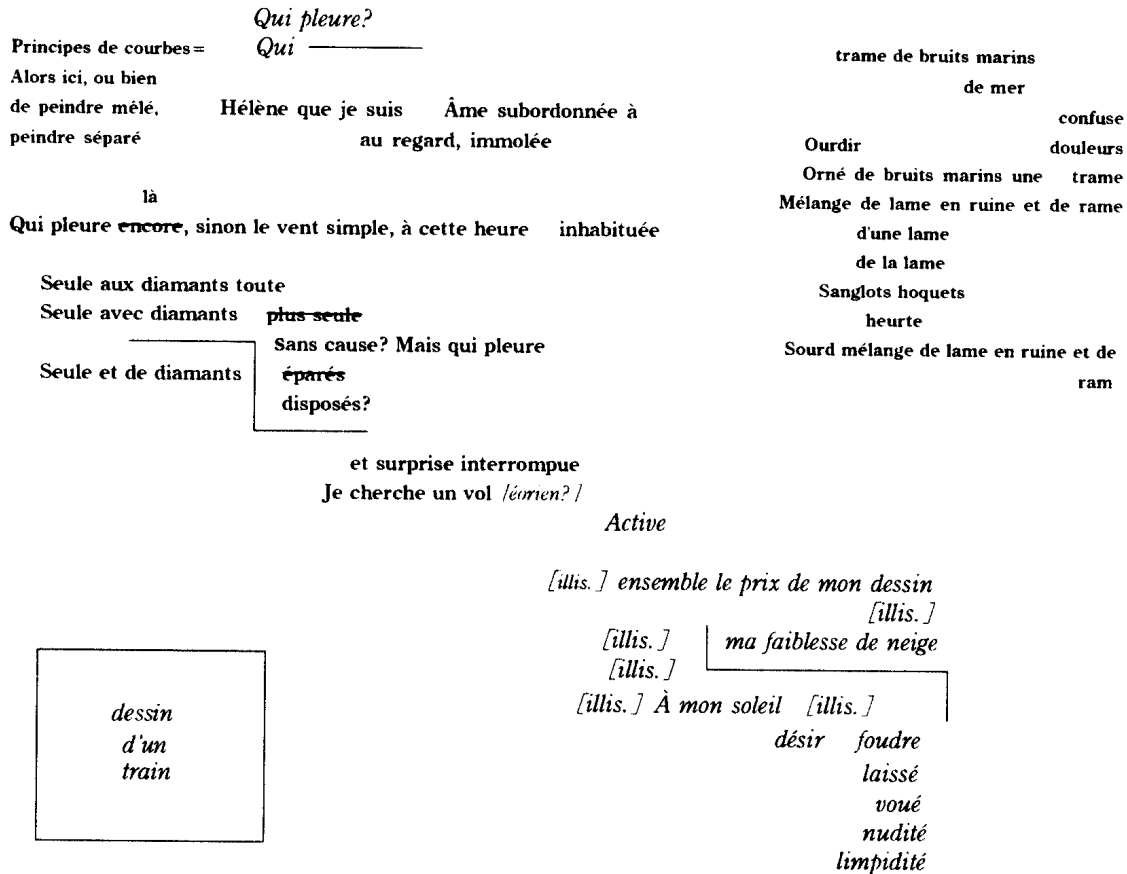 Qui pleure?
Principes de courbes= Qui
Alors ici, ou bien
de peindre mêlé, Hélène que je suis Âme subordonnée à
peindre séparé au regard, immolée
là
Qui pleure encore, sinon le vent simple, à cette heure inhabituée
Seule aux diamants toute
Seule avec diamants plus seule
Sans cause? Mais qui pleure
Seule et de diamants éparés
disposés?
et surprise interrompue
Je cherche un vol /éorien? /
Active
trame de bruits marins
de mer
confuse
Ourdir douleurs
Orné de bruits marins une trame
Mélange de lame en ruine et de rame
d'une lame
de la lame
Sanglots hoquets
heurte
Sourd mélange de lame en ruine et de
ram
[illis. ] ensemble le prix de mon dessin
[illis. ]
[illis. ] ma faiblesse de neige
[illis. ]
[illis. ] À mon soleil [illis. ]
désir foudre
laissé
voué
nudité
limpidité
dessin
d'un
train